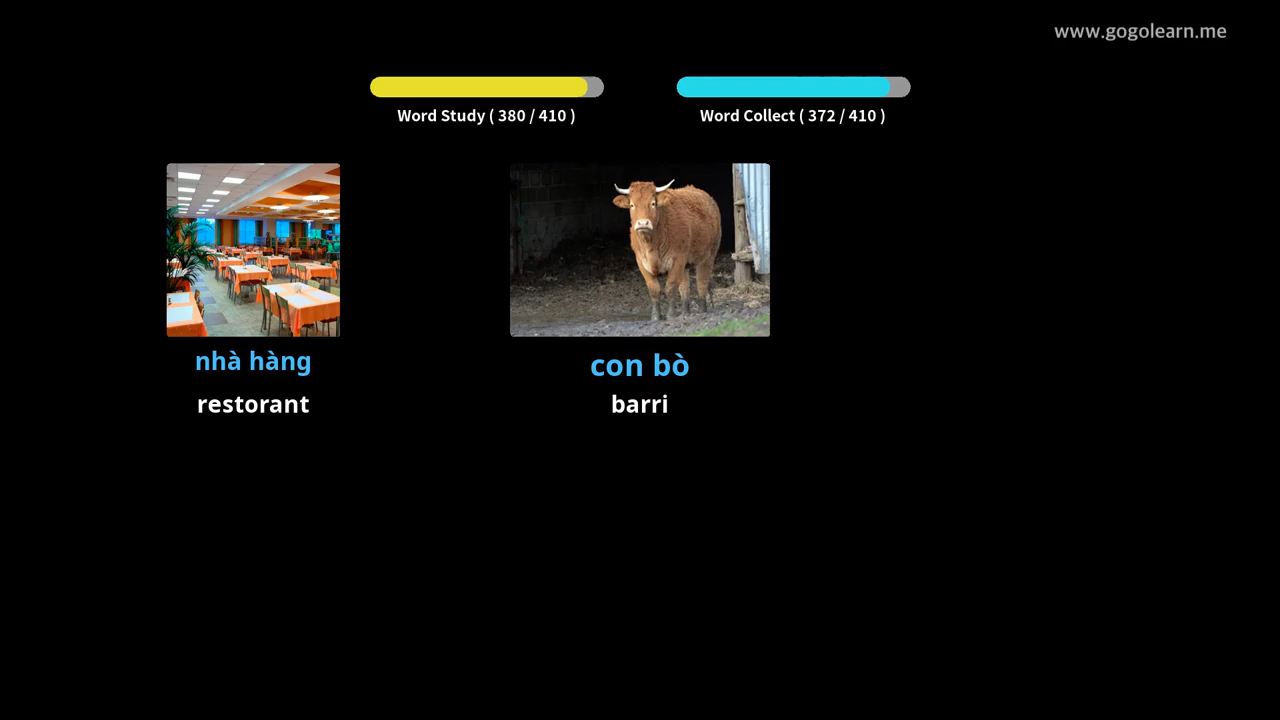 www.gogolearn.me
Word Study ( 380 / 410 )
Word Collect ( 372 / 410 )
nhà hàng
restorant
con bò
barri